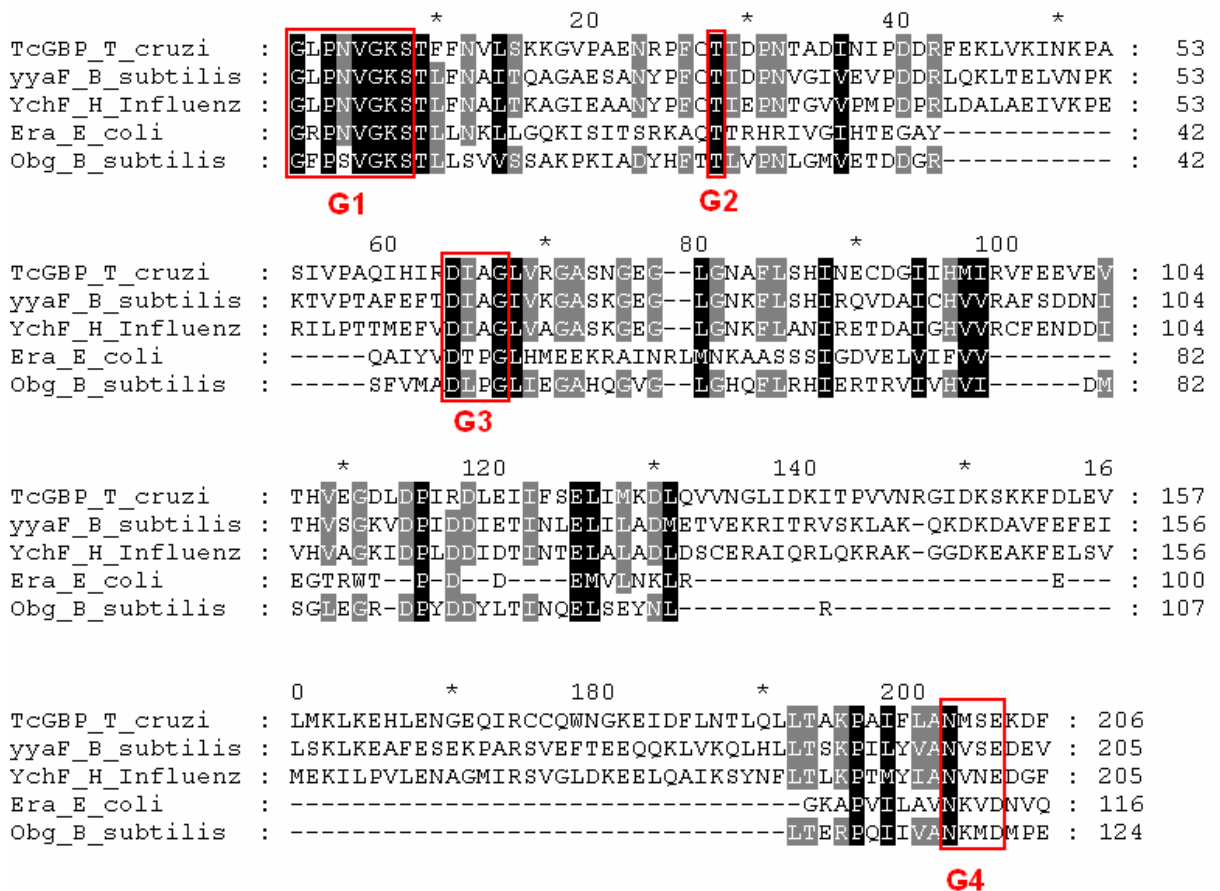 * 20 * 40 *
TcGBP_T_cruzi : GLPNVGKSTFFNVLSKKGVPAENRPFCTIDPNTADINIPDDRFEKLVKINKPA : 53
yyaF_B_subtilis : GLPNVGKSTLFNAITQAGAESANYPFCTIDPNVGIVEVPDDRLQKLTELVNPK : 53
YchF_H_Influenz : GLPNVGKSTLFNALTKAGIEAANYPFCTIEPNTGVVPMPDPRLDALAEIVKPE : 53
Era_E_coli : GRPNVGKSTLLNKLLGQKISITSRKAQTTRHRIVGIHTEGAY----------- : 42
Obg_B_subtilis : GFPSVGKSTLLSVVSSAKPKIADYHFTTLVPNLGMVETDDGR----------- : 42
G1 G2
60 * 80 * 100
TcGBP_T_cruzi : SIVPAQIHIRDIAGLVRGASNGEG--LGNAFLSHINECDGIIHMIRVFEEVEV : 104
yyaF_B_subtilis : KTVPTAFEFTDIAGIVKGASKGEG--LGNKFLSHIRQVDAICHVVRAFSDDNI : 104
YchF_H_Influenz : RILPTTMEFVDIAGLVAGASKGEG--LGNKFLANIRETDAIGHVVRCFENDDI : 104
Era_E_coli : -----QAIYVDTPGLHMEEKRAINRLMNKAASSSIGDVELVIFVV-------- : 82
Obg_B_subtilis : -----SFVMADLPGLIEGAHQGVG--LGHQFLRHIERTRVIVHVI------DM : 82
G3
* 120 * 140 * 16
TcGBP_T_cruzi : THVEGDLDPIRDLEIIFSELIMKDLQVVNGLIDKITPVVNRGIDKSKKFDLEV : 157
yyaF_B_subtilis : THVSGKVDPIDDIETINLELILADMETVEKRITRVSKLAK-QKDKDAVFEFEI : 156
YchF_H_Influenz : VHVAGKIDPLDDIDTINTELALADLDSCERAIQRLQKRAK-GGDKEAKFELSV : 156
Era_E_coli : EGTRWT--P-D--D----EMVLNKLR-----------------------E--- : 100
Obg_B_subtilis : SGLEGR-DPYDDYLTINQELSEYNL---------R------------------ : 107
0 * 180 * 200
TcGBP_T_cruzi : LMKLKEHLENGEQIRCCQWNGKEIDFLNTLQLLTAKPAIFLANMSEKDF : 206
yyaF_B_subtilis : LSKLKEAFESEKPARSVEFTEEQQKLVKQLHLLTSKPILYVANVSEDEV : 205
YchF_H_Influenz : MEKILPVLENAGMIRSVGLDKEELQAIKSYNFLTLKPTMYIANVNEDGF : 205
Era_E_coli : ---------------------------------GKAPVILAVNKVDNVQ : 116
Obg_B_subtilis : --------------------------------LTERPQIIVANKMDMPE : 124
G4